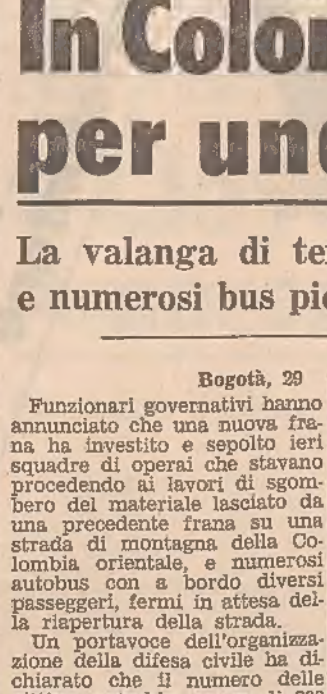 In Colo
per un
La valanga di te
e numerosi bus pi
Bogotà, 29
Funzionari governativi hanno
annunciato che una nuova fra-
na ha investito e sepolto ieri
squadre di operai che stavano
procedendo ai lavori di sgom-
bero del materiale lasciato da
una precedente frana su una
strada di montagna della Co-
lombia orientale, e numerosi
autobus con a bordo diversi
passeggeri, fermi in attesa del-
la riapertura della strada.
Un portavoce dell'organizza-
zione della difesa civile ha di-
chiarato che il numero delle